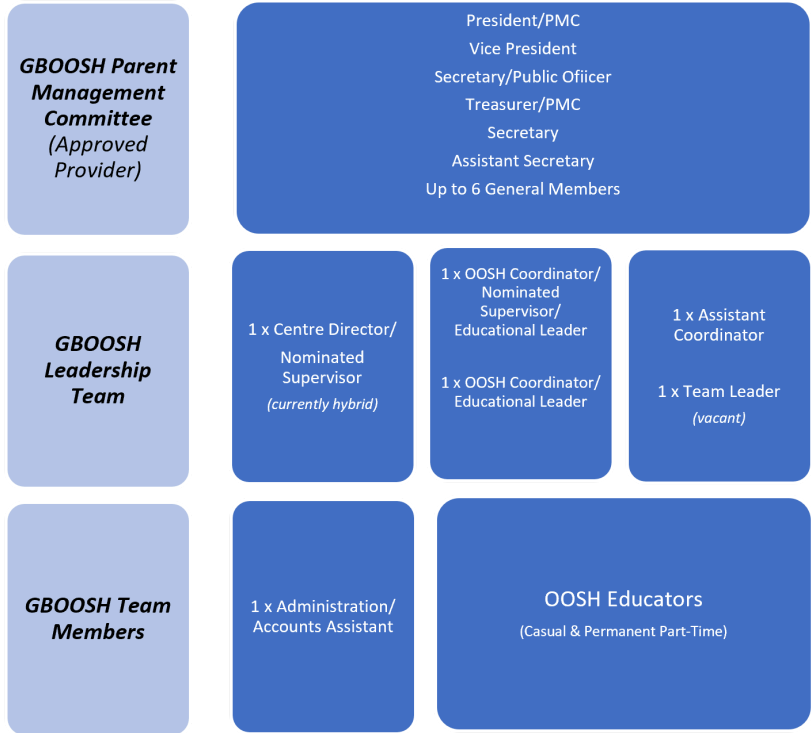 GBOOSH Parent
Management
Committee
(Approved
Provider)
President/PMC
Vice President
Secretary/Public Ofiicer
Treasurer/PMC
Secretary
Assistant Secretary
Up to 6 General Members
GBOOSH
Leadership
Team
1 x Centre Director/
Nominated
Supervisor
(currently hybrid)
1 x OOSH Coordinator/
Nominated
Supervisor/
Educational Leader
1 x OOSH Coordinator/
Educational Leader
1 x Assistant
Coordinator
1 x Team Leader
(vacant)
GBOOSH Team
Members
1 x Administration/
Accounts Assistant
OOSH Educators
(Casual & Permanent Part-Time)